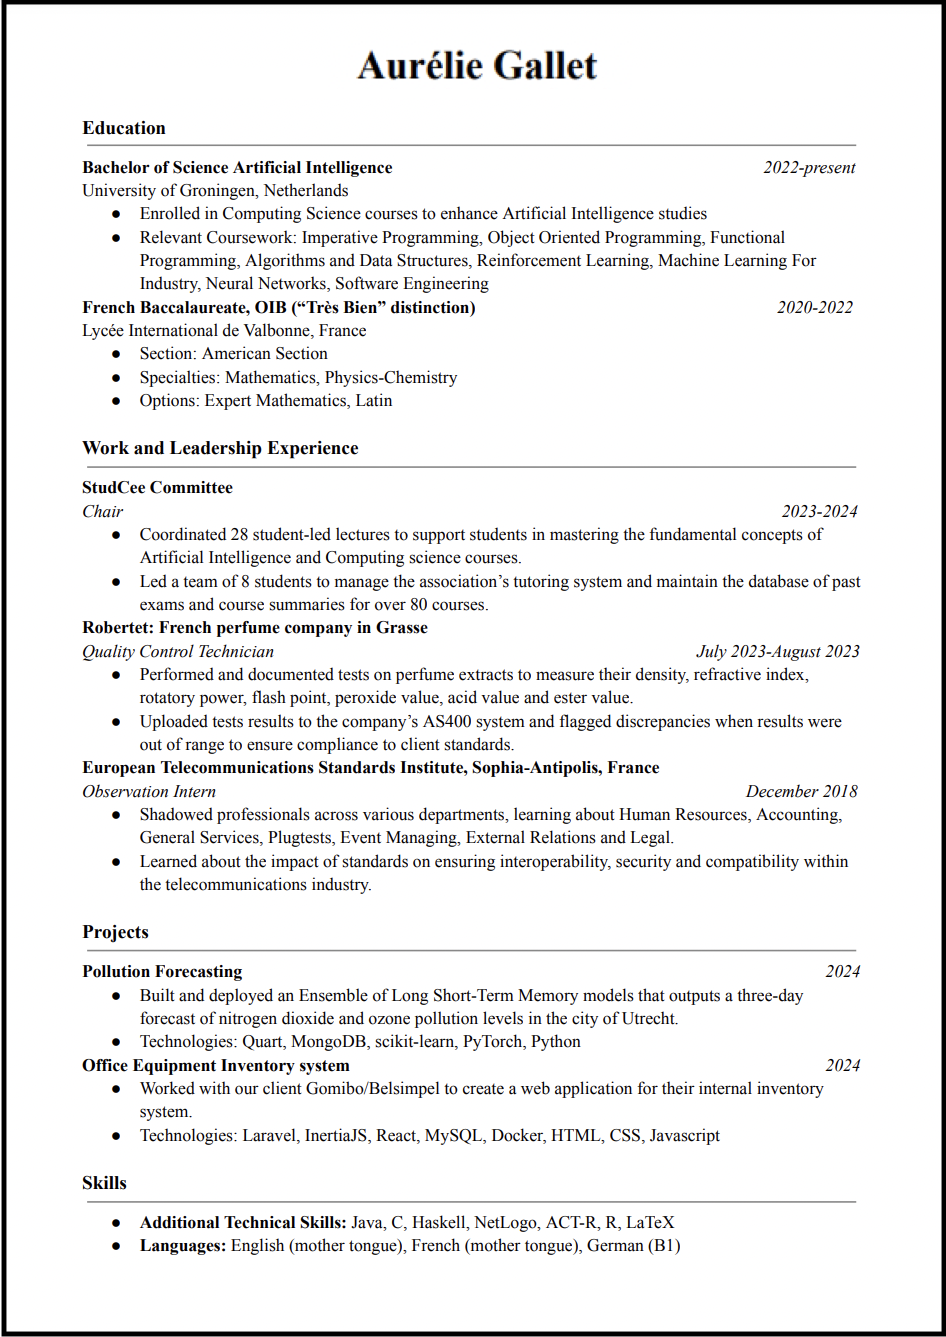 Aurélie Gallet
Education
Bachelor of Science Artificial Intelligence 2022-present
University of Groningen, Netherlands
● Enrolled in Computing Science courses to enhance Artificial Intelligence studies
● Relevant Coursework: Imperative Programming, Object Oriented Programming, Functional
Programming, Algorithms and Data Structures, Reinforcement Learning, Machine Learning For
Industry, Neural Networks, Software Engineering
French Baccalaureate, OIB (“Très Bien” distinction) 2020-2022
Lycée International de Valbonne, France
● Section: American Section
● Specialties: Mathematics, Physics-Chemistry
● Options: Expert Mathematics, Latin
Work and Leadership Experience
StudCee Committee
Chair 2023-2024
● Coordinated 28 student-led lectures to support students in mastering the fundamental concepts of
Artificial Intelligence and Computing science courses.
● Led a team of 8 students to manage the association’s tutoring system and maintain the database of past
exams and course summaries for over 80 courses.
Robertet: French perfume company in Grasse
Quality Control Technician July 2023-August 2023
● Performed and documented tests on perfume extracts to measure their density, refractive index,
rotatory power, flash point, peroxide value, acid value and ester value.
● Uploaded tests results to the company’s AS400 system and flagged discrepancies when results were
out of range to ensure compliance to client standards.
European Telecommunications Standards Institute, Sophia-Antipolis, France
Observation Intern December 2018
● Shadowed professionals across various departments, learning about Human Resources, Accounting,
General Services, Plugtests, Event Managing, External Relations and Legal.
● Learned about the impact of standards on ensuring interoperability, security and compatibility within
the telecommunications industry.
Projects
Pollution Forecasting 2024
● Built and deployed an Ensemble of Long Short-Term Memory models that outputs a three-day
forecast of nitrogen dioxide and ozone pollution levels in the city of Utrecht.
● Technologies: Quart, MongoDB, scikit-learn, PyTorch, Python
Office Equipment Inventory system 2024
● Worked with our client Gomibo/Belsimpel to create a web application for their internal inventory
system.
● Technologies: Laravel, InertiaJS, React, MySQL, Docker, HTML, CSS, Javascript
Skills
● Additional Technical Skills: Java, C, Haskell, NetLogo, ACT-R, R, LaTeX
● Languages: English (mother tongue), French (mother tongue), German (B1)